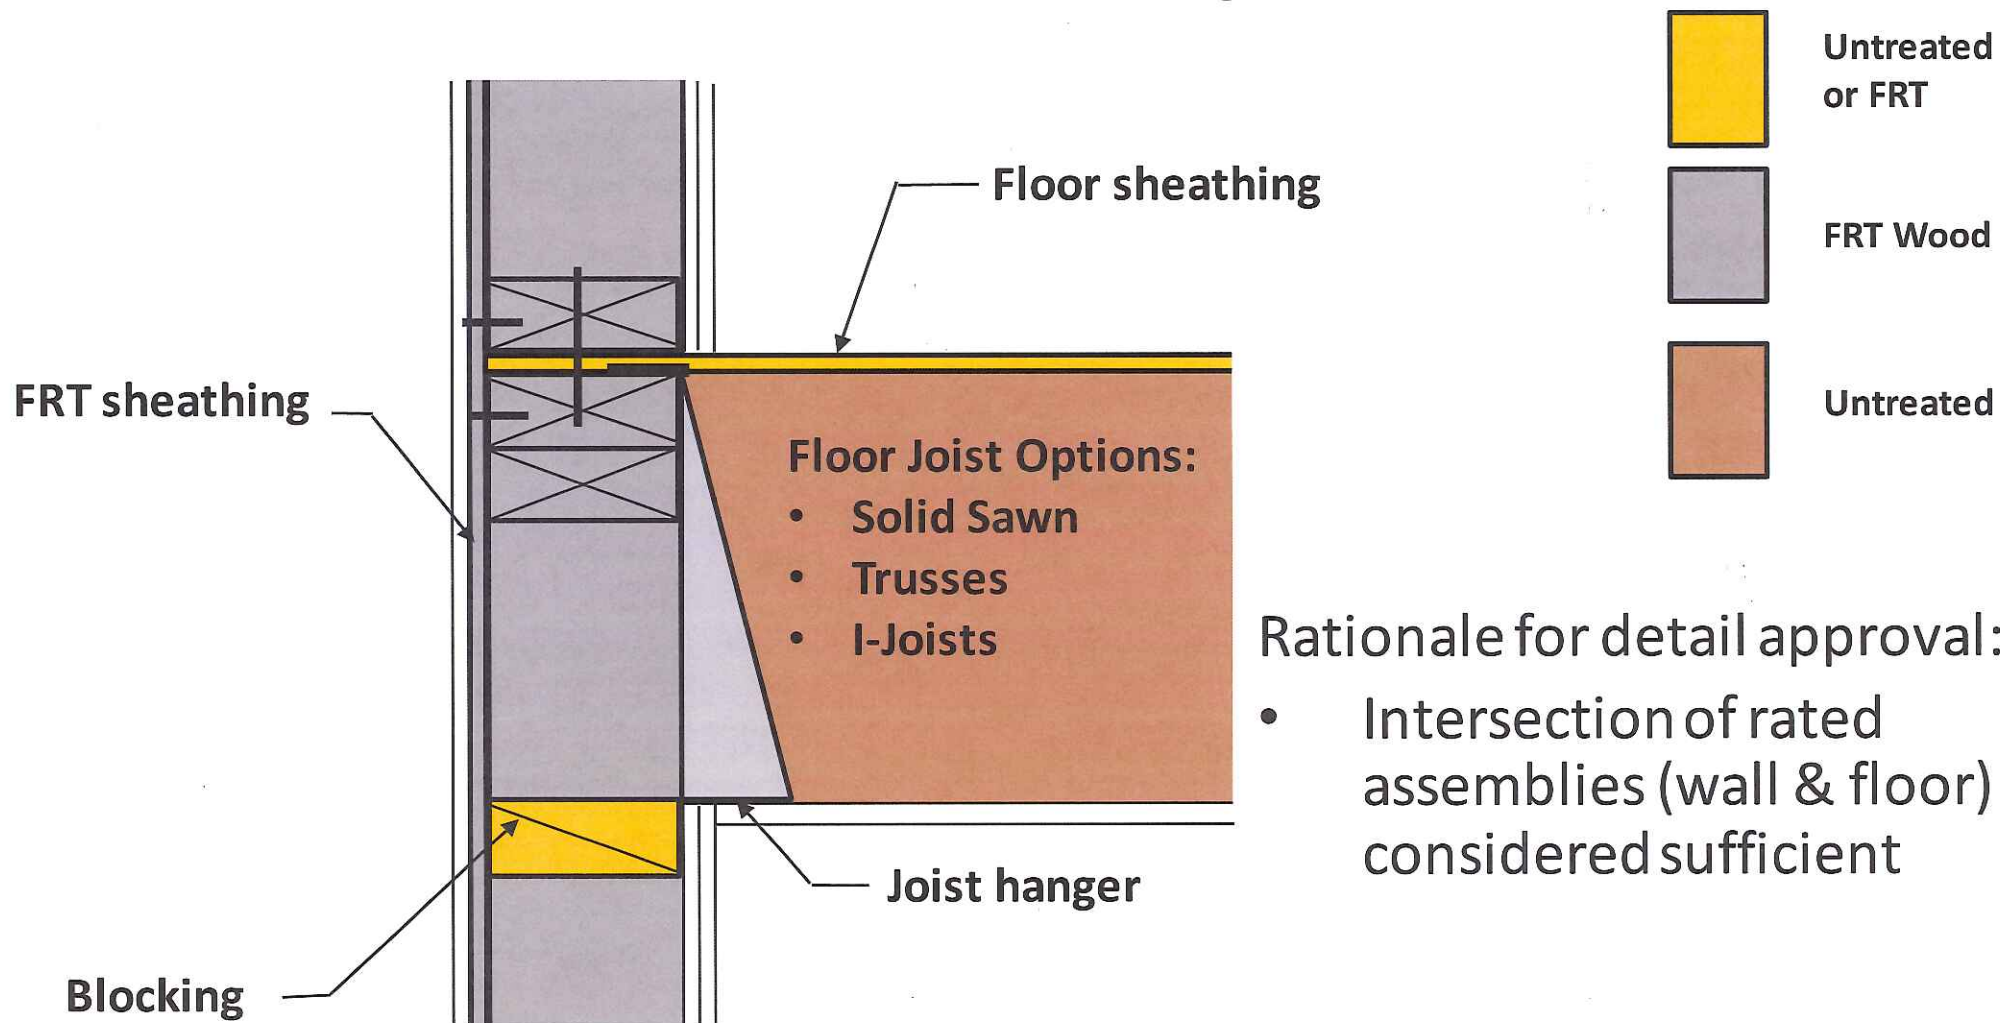 Untreated
or FRT
Floor sheathing
FRT Wood
FRT sheathing
Untreated
Floor Joist Options:
• Solid Sawn
• Trusses
• I-Joists
Rationale for detail approval:
• Intersection of rated
assemblies (wall & floor)
considered sufficient
Joist hanger
Blocking